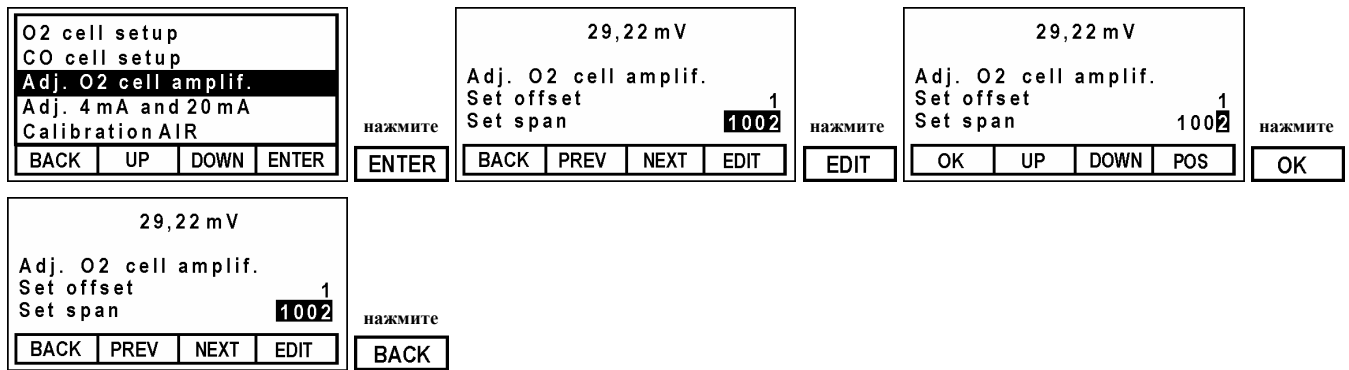 O2 cell setup
CO cell setup
Adj. O2 cell amplif.
Adj. 4 mA and 20 mA
Calibration AIR
BACK UP DOWN ENTER
нажмите
ENTER
29,22 mV
Adj. O2 cell amplif.
Set offset 1
Set span 1002
BACK PREV NEXT EDIT
нажмите
EDIT
29,22 mV
Adj. O2 cell amplif.
Set offset 1
Set span 1002
OK UP DOWN POS
нажмите
OK
29,22 mV
Adj. O2 cell amplif.
Set offset 1
Set span 1002
BACK PREV NEXT EDIT
нажмите
BACK